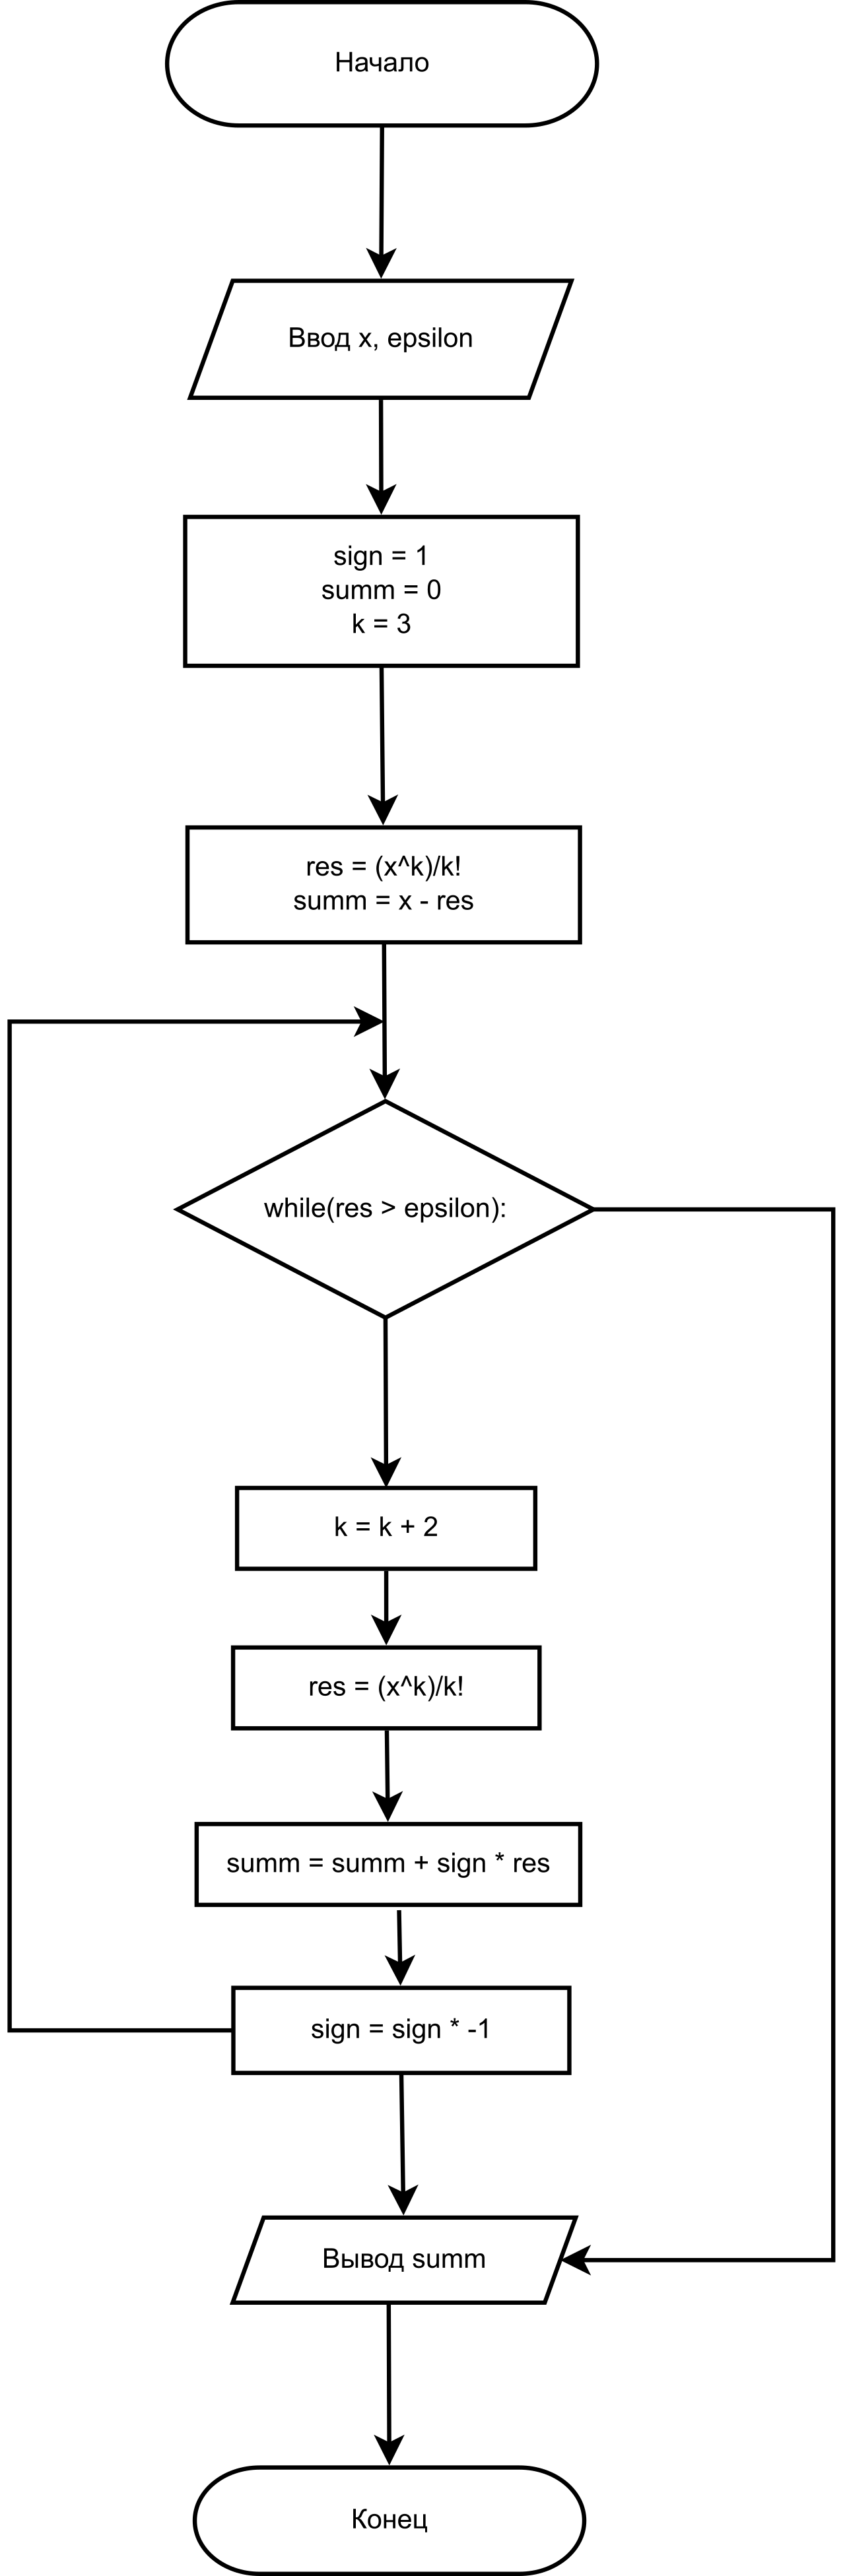 Начало
Ввод x, epsilon
sign = 1
summ = 0
k = 3
res = (x^k)/k!
summ = x - res
while(res > epsilon):
k = k + 2
res = (x^k)/k!
summ = summ + sign * res
sign = sign * -1
Вывод summ
Конец